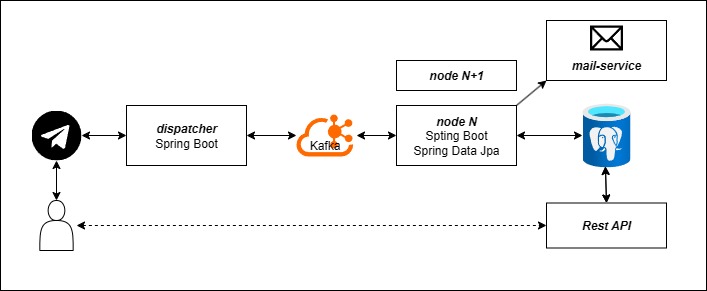 mail-service
node N+1
dispatcher
Spring Boot
Kafka
node N
Spting Boot
Spring Data Jpa
Rest API